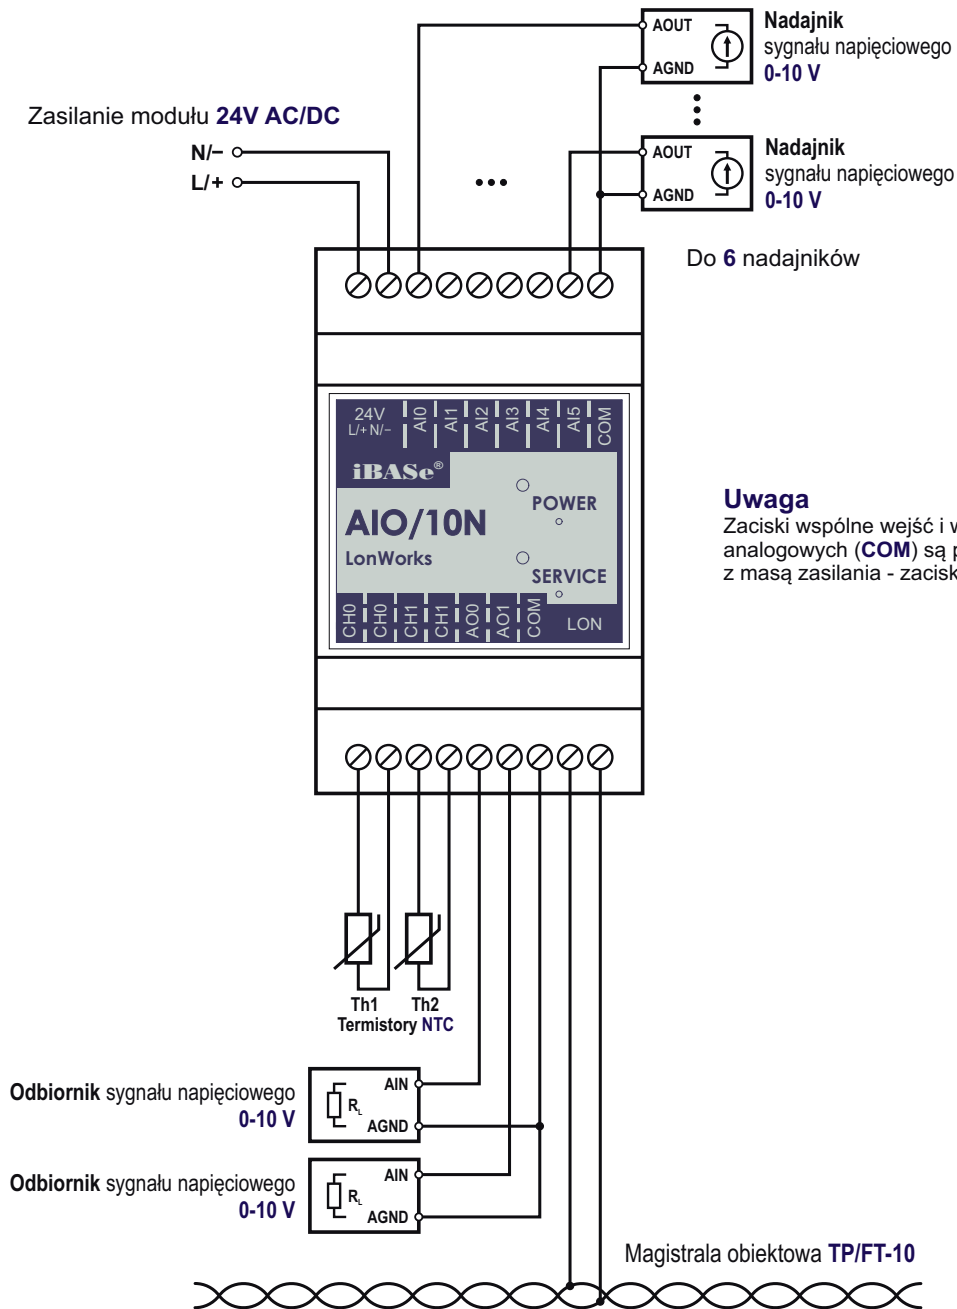 AOUT
AGND
Nadajnik
sygnału napięciowego
0-10 V
Zasilanie modułu 24V AC/DC
N/–
L/+
AOUT
AGND
Nadajnik
sygnału napięciowego
0-10 V
Do 6 nadajników
24V
L/+ N/–
AI0
AI1
AI2
AI3
AI4
AI5
COM
iBASe®
AIO/10N
LonWorks
POWER
SERVICE
CH0
CH0
CH1
CH1
AO0
AO1
COM
LON
Uwaga
Zaciski wspólne wejść i w
analogowych (COM) są p
z masą zasilania - zacisk
Th1
Th2
Termistory NTC
Odbiornik sygnału napięciowego
0-10 V
RL
AIN
AGND
Odbiornik sygnału napięciowego
0-10 V
RL
AIN
AGND
Magistrala obiektowa TP/FT-10